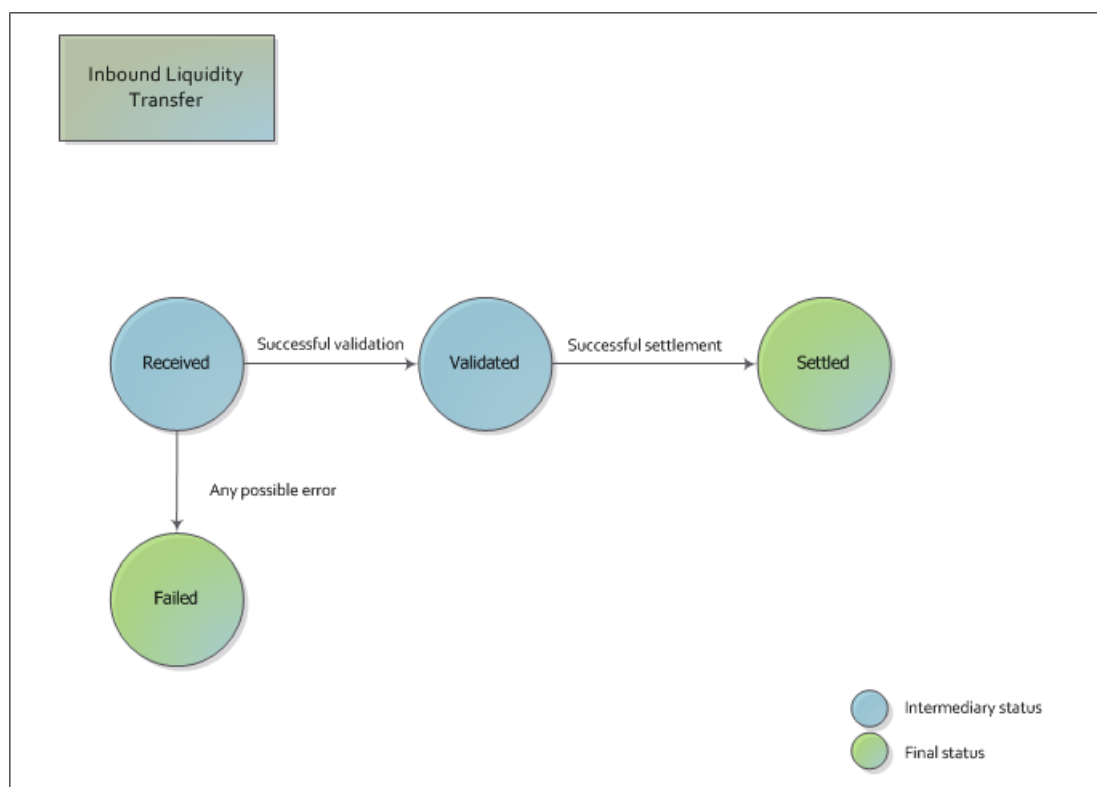 Inbound Liquidity
Transfer
Successful validation
Successful settlement
Received
Validated
Settled
Any possible error
Failed
Intermediary status
Final status